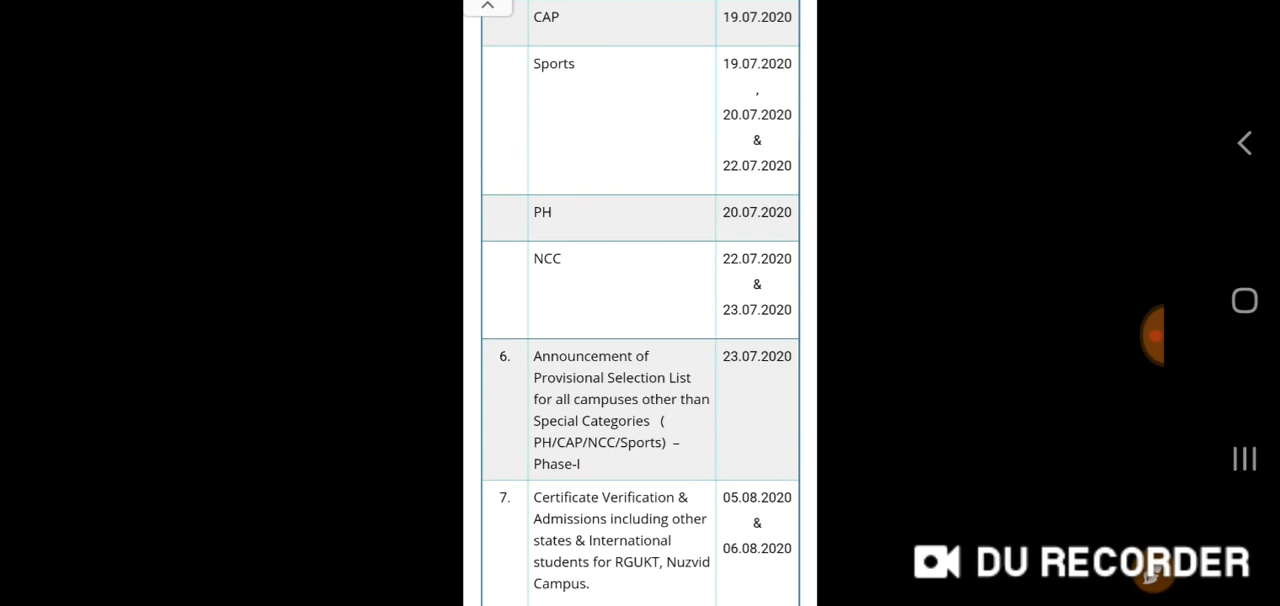 CAP 19.07.2020
Sports 19.07.2020
,
20.07.2020
&
22.07.2020
PH 20.07.2020
NCC 22.07.2020
&
23.07.2020
6. Announcement of 23.07.2020
Provisional Selection List
for all campuses other than
Special Categories (
PH/CAP/NCC/Sports) –
Phase-I
7. Certificate Verification & 05.08.2020
Admissions including other &
states & International 06.08.2020
students for RGUKT, Nuzvid
Campus.
DU RECORDER